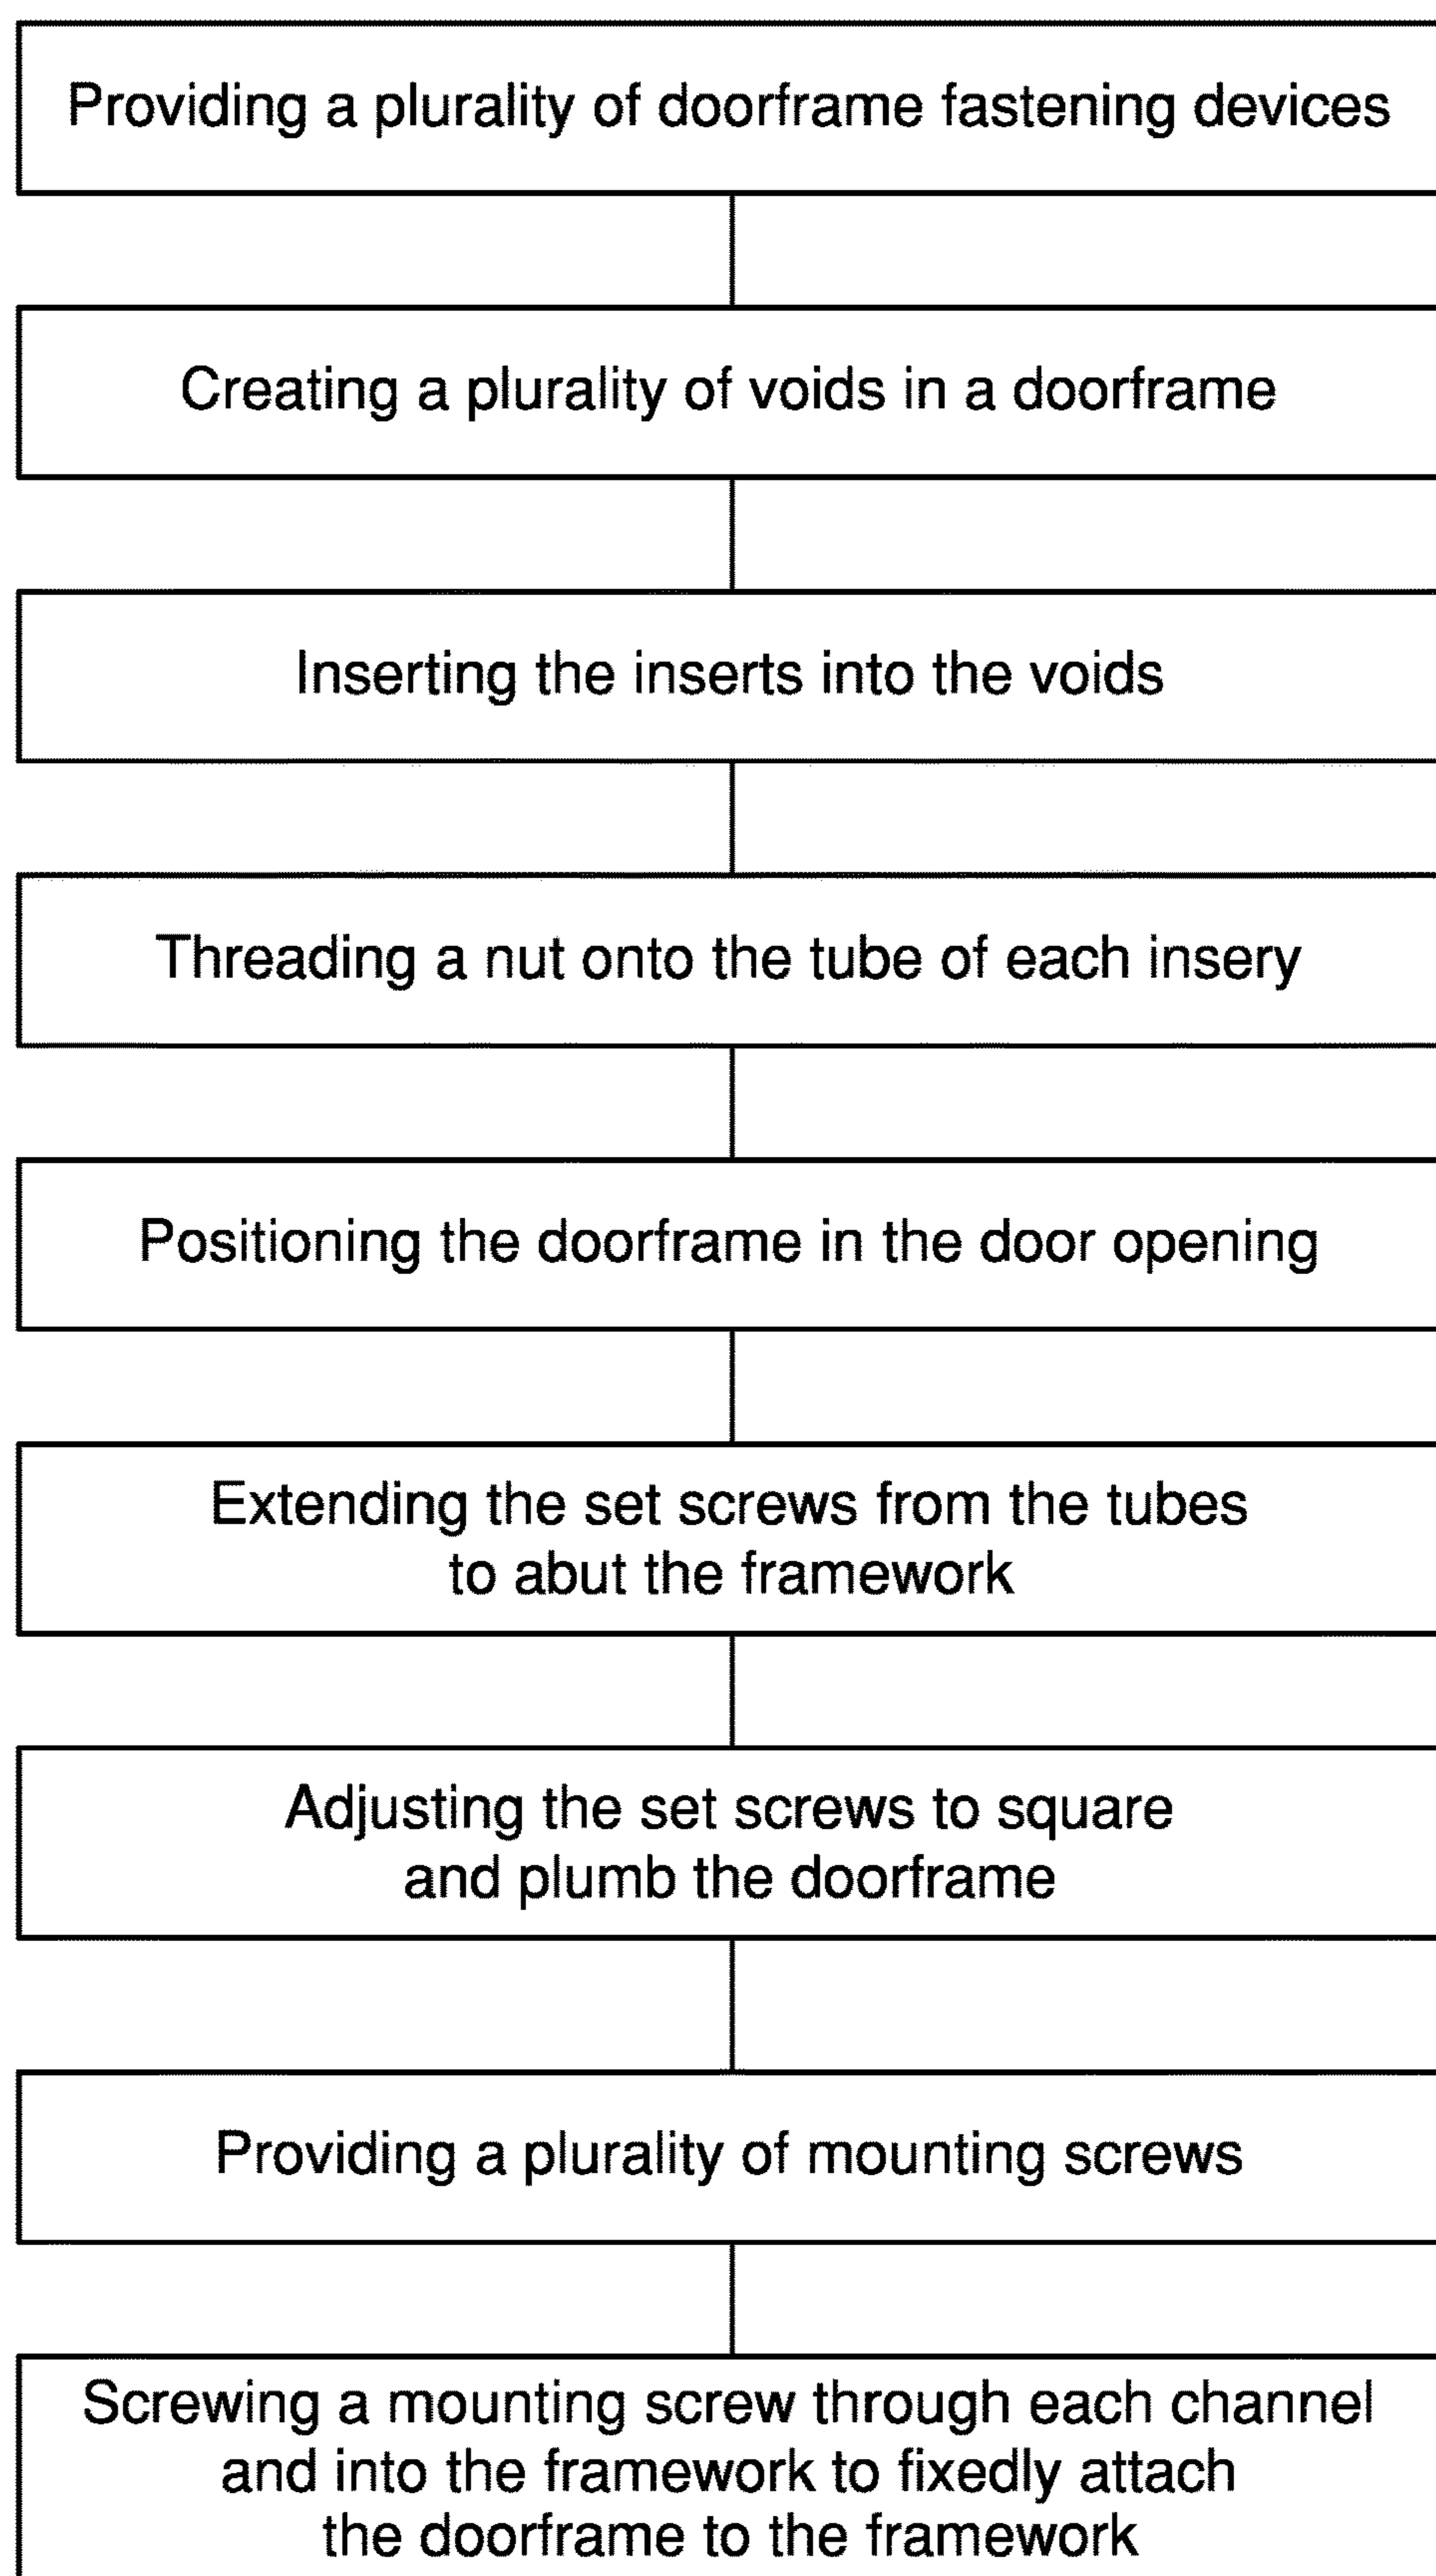 Providing a plurality of doorframe fastening devices
Creating a plurality of voids in a doorframe
Inserting the inserts into the voids
Threading a nut onto the tube of each insery
Positioning the doorframe in the door opening
Extending the set screws from the tubes
to abut the framework
Adjusting the set screws to square
and plumb the doorframe
Providing a plurality of mounting screws
Screwing a mounting screw through each channel
and into the framework to fixedly attach
the doorframe to the framework